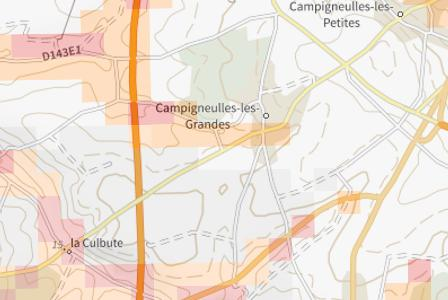 Campigneulles-les-
Petites
D143E1
Campigneulles-les-
Grandes
la Culbute